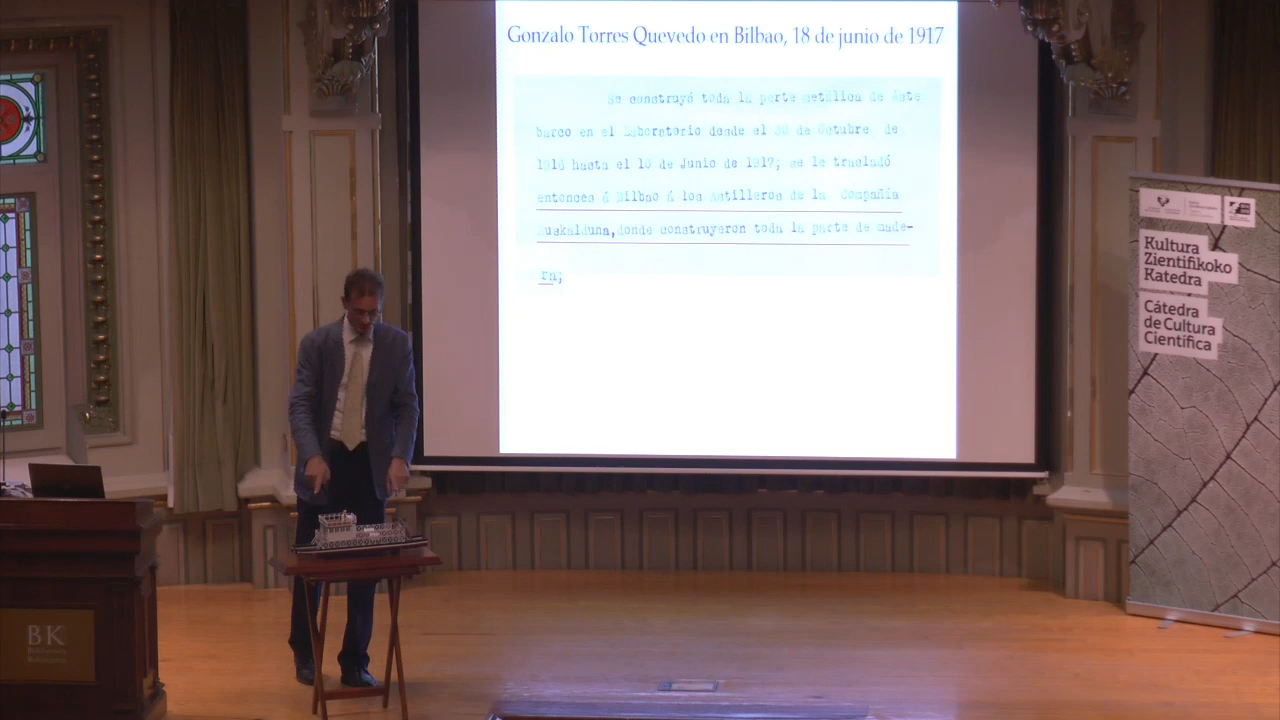 Gonzalo Torres Quevedo en Bilbao, 18 de junio de 1917
Se construyó toda la parte metálica de éste
barco en el Laboratorio desde el 30 de Octubre de
1916 hasta el 18 de Junio de 1917; se le trasladó
entonces á Bilbao á los Astilleros de la Compañía
Euskalduna, donde construyeron toda la parte de made-
ra;
Kultura
Zientifikoko
Katedra
Cátedra
de Cultura
Científica
BK